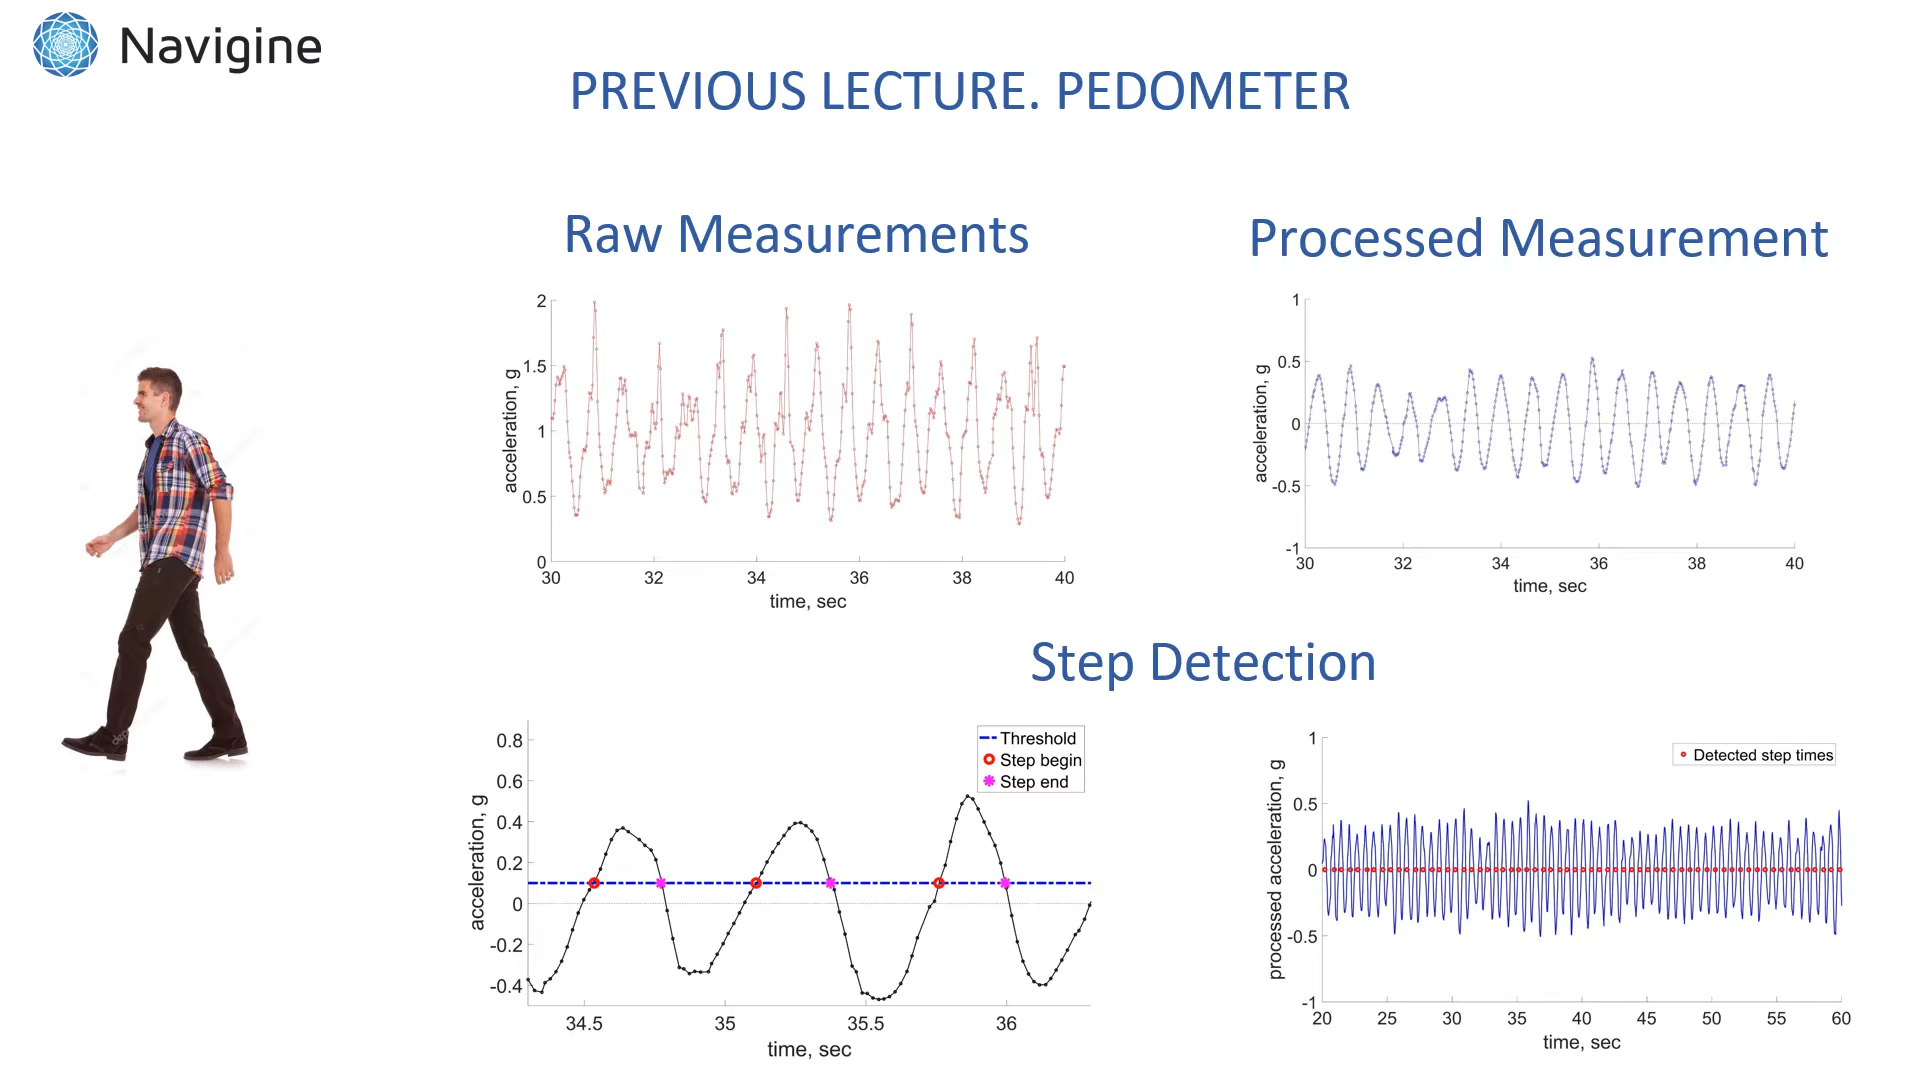 Navigine
PREVIOUS LECTURE. PEDOMETER
Raw Measurements
Processed Measurement
2
1.5
1
0.5
0
acceleration, g
30 32 34 36 38 40
time, sec
1
0.5
0
-0.5
-1
acceleration, g
30 32 34 36 38 40
time, sec
Step Detection
0.8
0.6
0.4
0.2
0
-0.2
-0.4
acceleration, g
Threshold
Step begin
Step end
34.5 35 35.5 36
time, sec
1
0.5
0
-0.5
-1
processed acceleration, g
Detected step times
20 25 30 35 40 45 50 55 60
time, sec